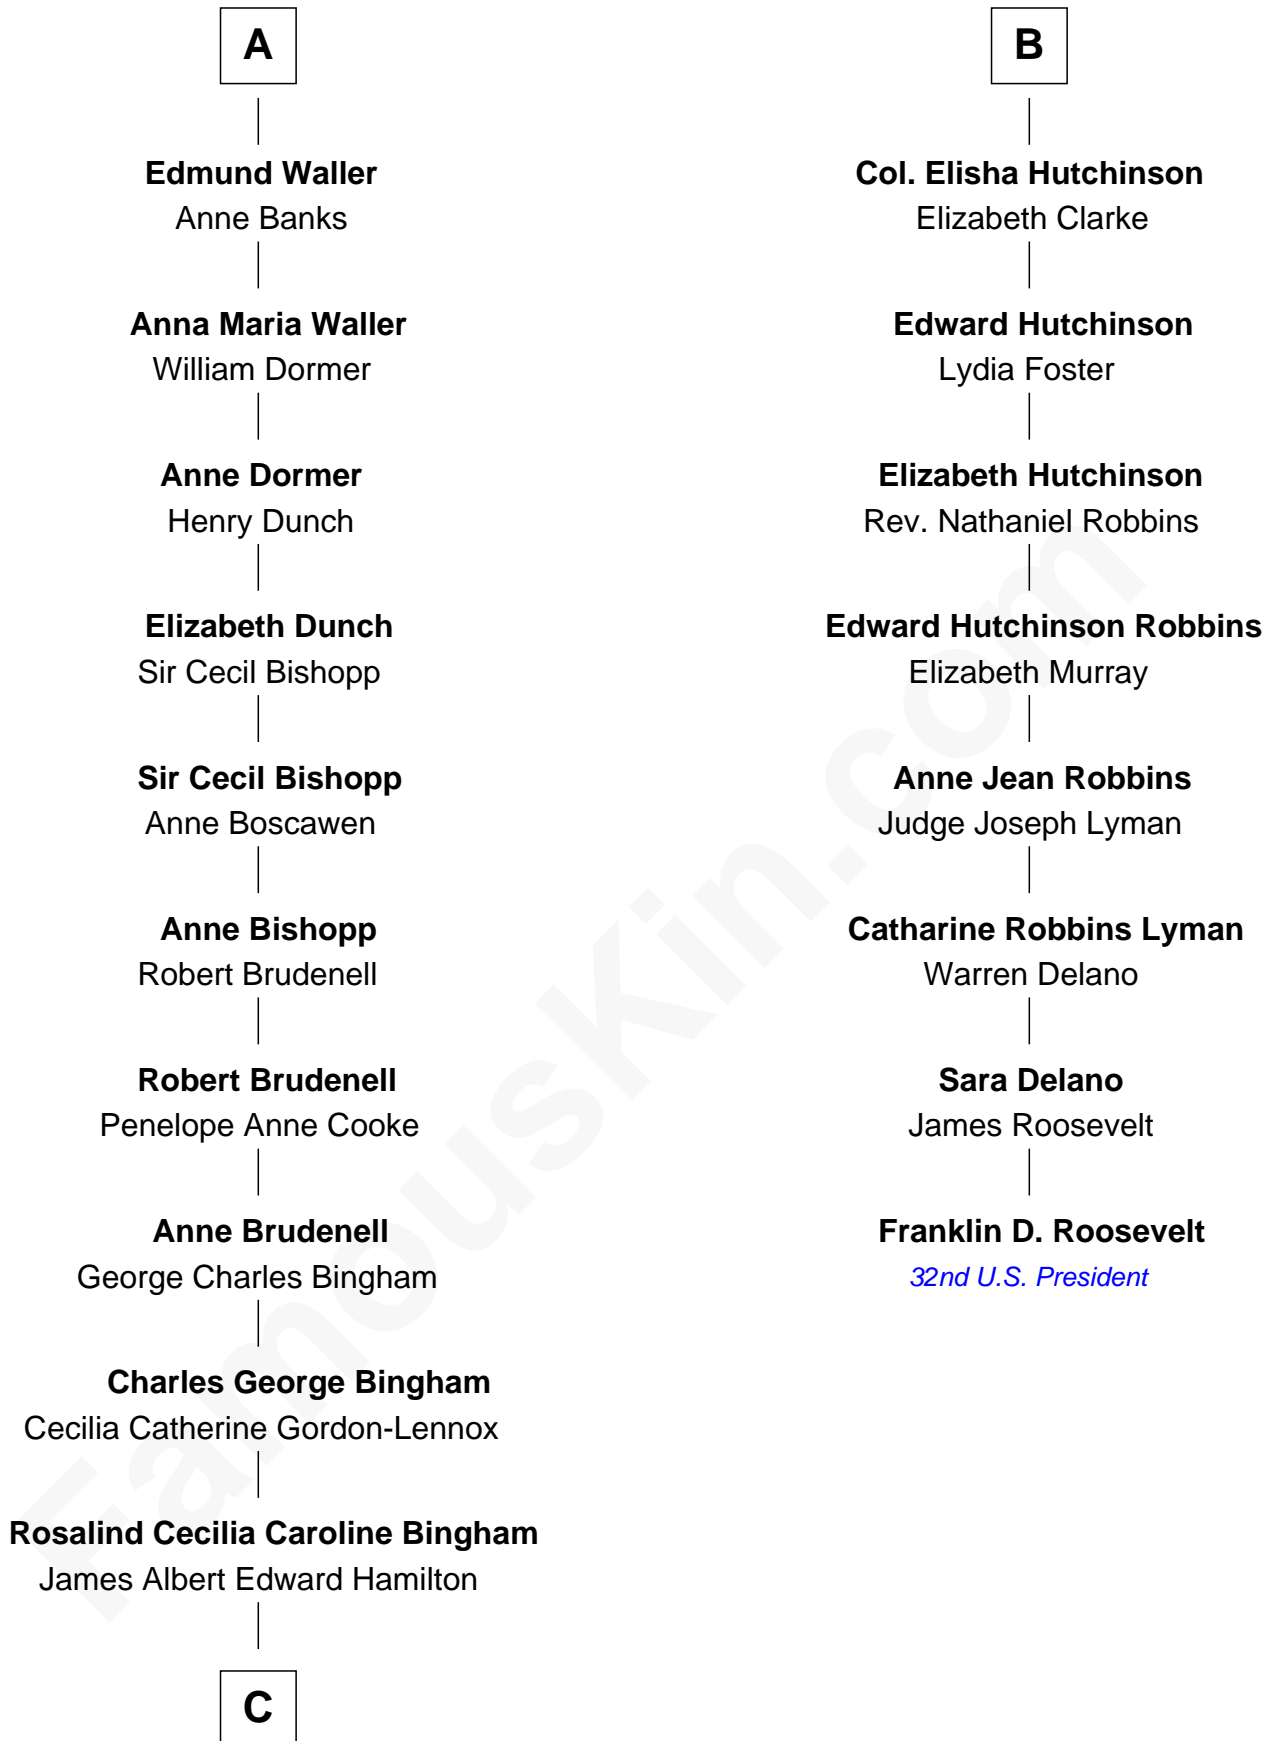 A
Edmund Waller
Anne Banks
Anna Maria Waller
William Dormer
Anne Dormer
Henry Dunch
Elizabeth Dunch
Sir Cecil Bishopp
Sir Cecil Bishopp
Anne Boscawen
Anne Bishopp
Robert Brudenell
Robert Brudenell
Penelope Anne Cooke
Anne Brudenell
George Charles Bingham
Charles George Bingham
Cecilia Catherine Gordon-Lennox
Rosalind Cecilia Caroline Bingham
James Albert Edward Hamilton
C
B
Col. Elisha Hutchinson
Elizabeth Clarke
Edward Hutchinson
Lydia Foster
Elizabeth Hutchinson
Rev. Nathaniel Robbins
Edward Hutchinson Robbins
Elizabeth Murray
Anne Jean Robbins
Judge Joseph Lyman
Catharine Robbins Lyman
Warren Delano
Sara Delano
James Roosevelt
Franklin D. Roosevelt
32nd U.S. President
FamousKin.com